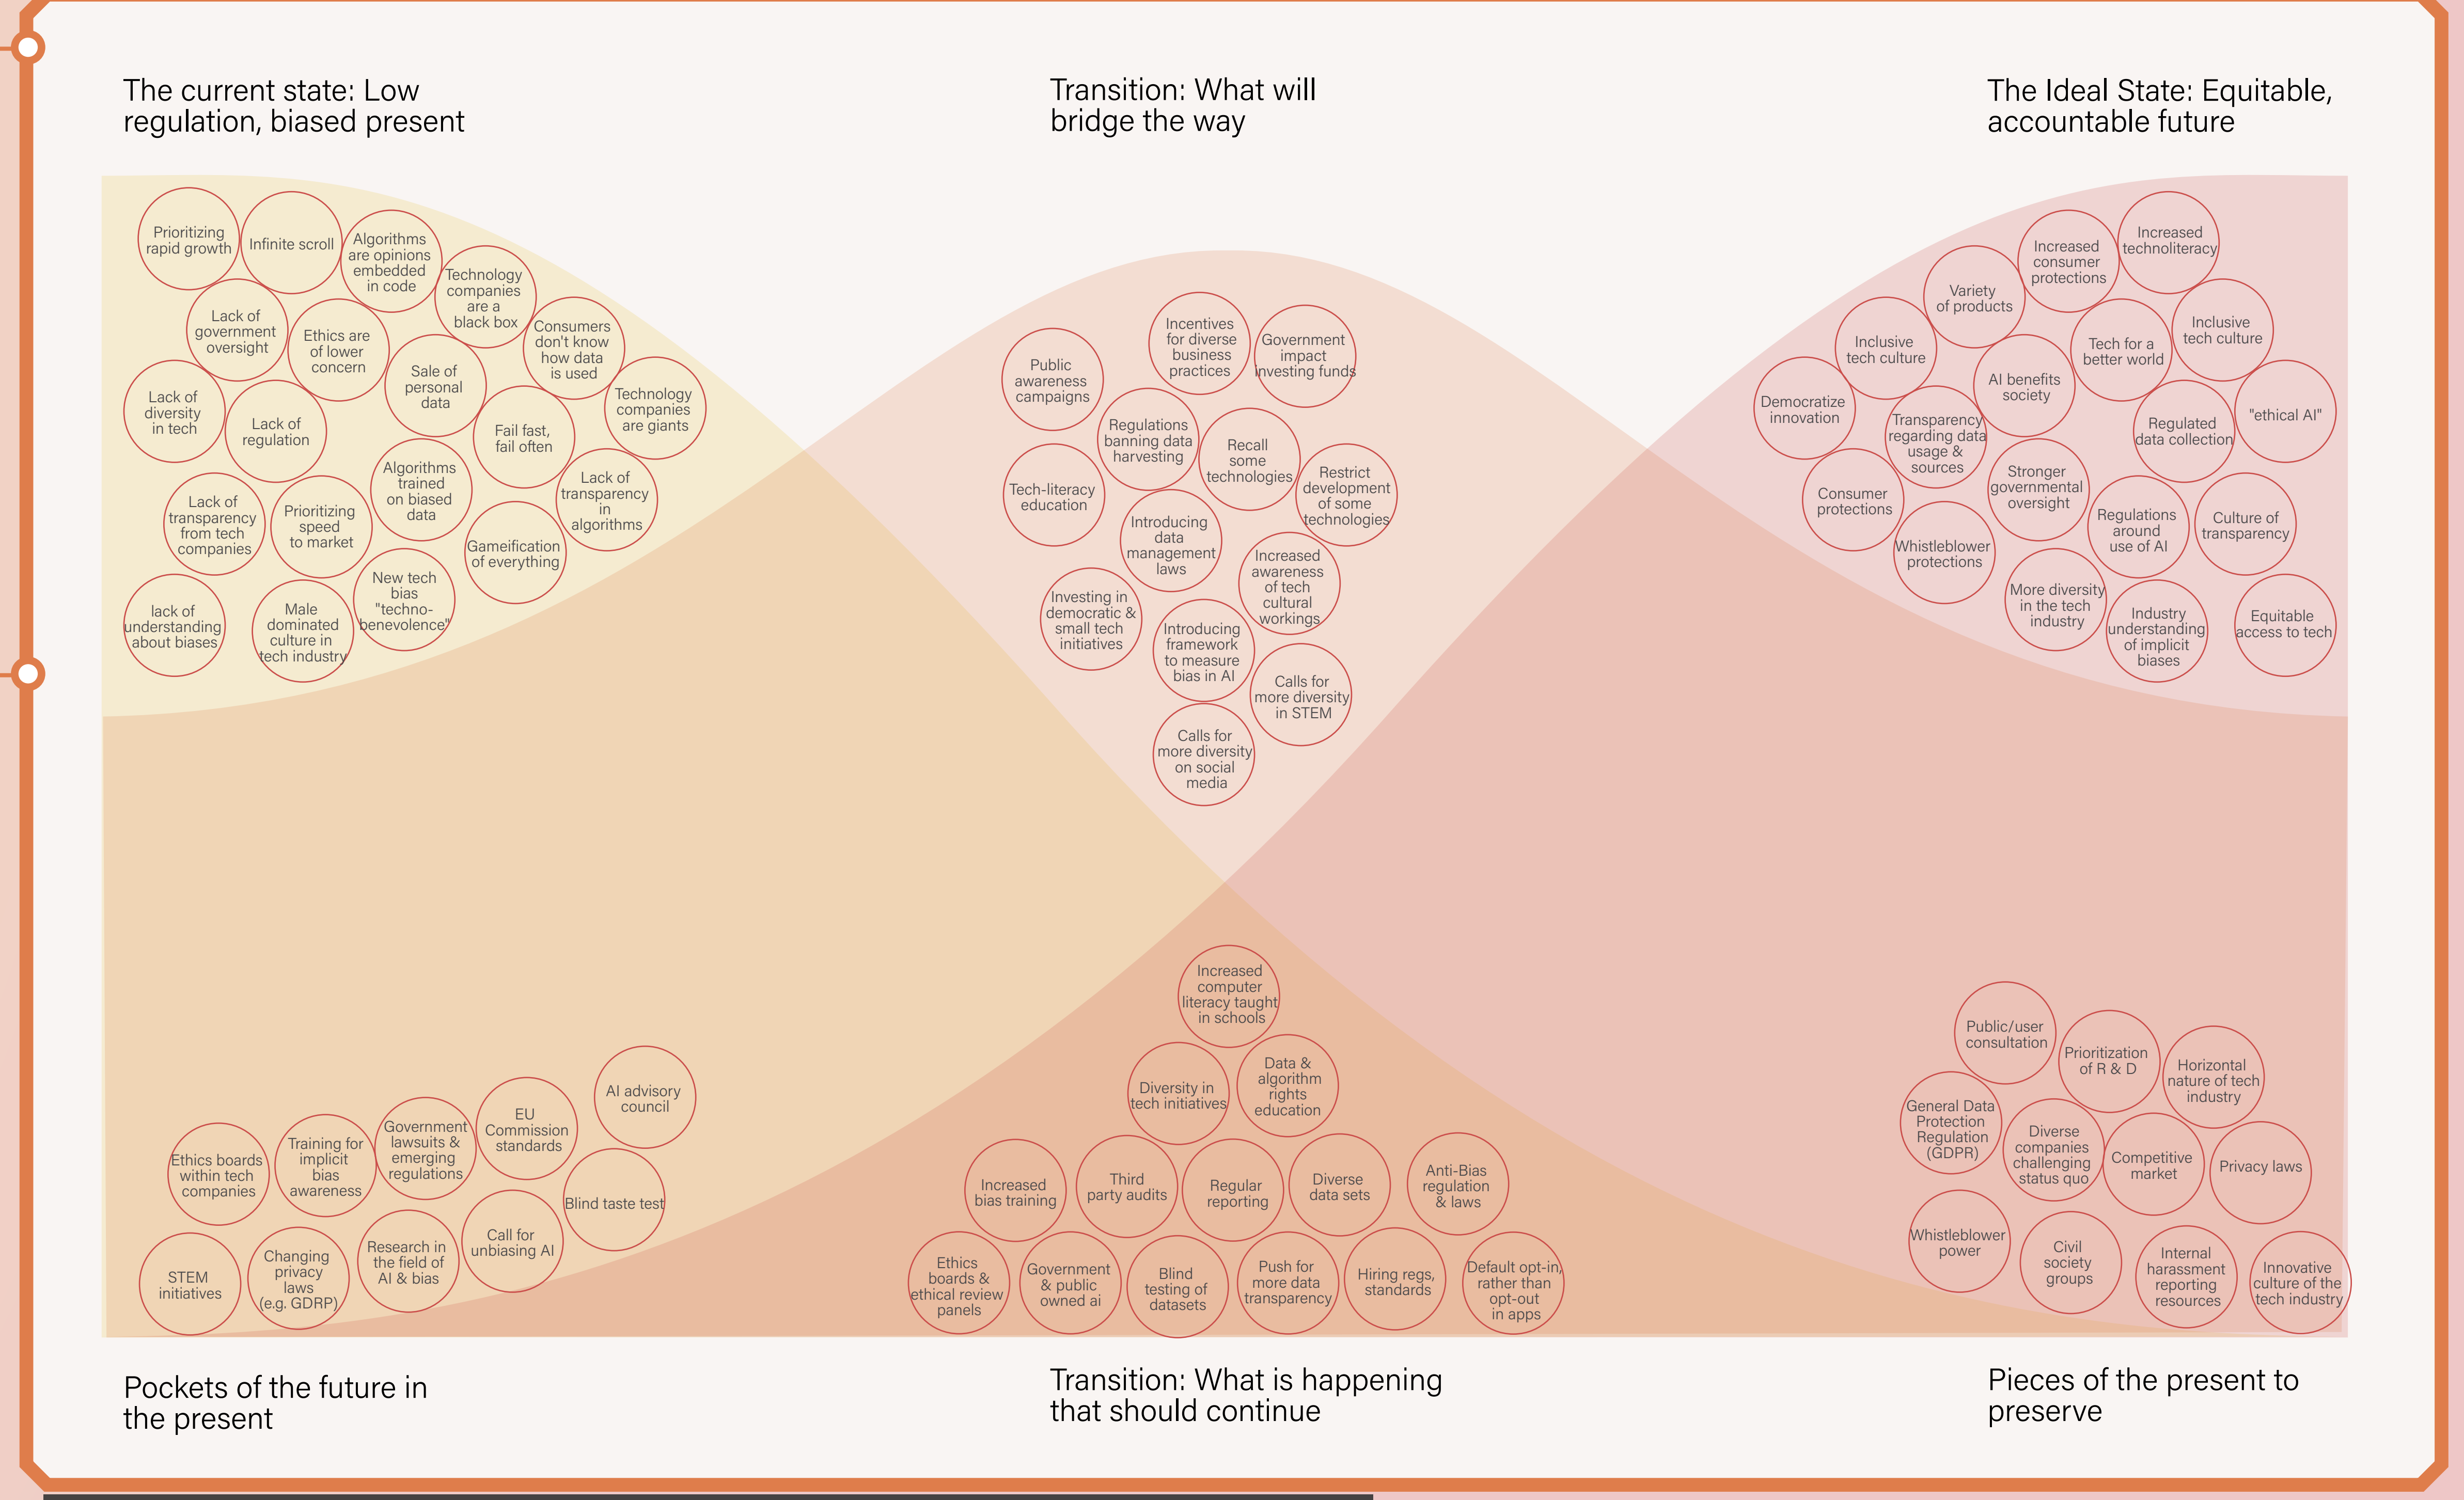 The current state: Low
regulation, biased present
Transition: What will
bridge the way
The Ideal State: Equitable,
accountable future
Prioritizing
rapid growth
Infinite scroll
Algorithms
are opinions
embedded
in code
Technology
companies
are a
black box
Lack of
government
oversight
Ethics are
of lower
concern
Consumers
don't know
how data
is used
Sale of
personal
data
Technology
companies
are giants
Lack of
diversity
in tech
Lack of
regulation
Fail fast,
fail often
Algorithms
trained
on biased
data
Lack of
transparency
in
algorithms
Lack of
transparency
from tech
companies
Prioritizing
speed
to market
Gameification
of everything
New tech
bias
"techno-
benevolence"
lack of
understanding
about biases
Male
dominated
culture in
tech industry
Public
awareness
campaigns
Incentives
for diverse
business
practices
Government
impact
investing funds
Regulations
banning data
harvesting
Recall
some
technologies
Tech-literacy
education
Restrict
development
of some
technologies
Introducing
data
management
laws
Increased
awareness
of tech
cultural
workings
Investing in
democratic &
small tech
initiatives
Introducing
framework
to measure
bias in AI
Calls for
more diversity
in STEM
Calls for
more diversity
on social
media
Increased
technoliteracy
Increased
consumer
protections
Variety
of products
Inclusive
tech culture
Tech for a
better world
Inclusive
tech culture
Democratize
innovation
AI benefits
society
Transparency
regarding data
usage &
sources
Regulated
data collection
"ethical AI"
Consumer
protections
Stronger
governmental
oversight
Regulations
around
use of AI
Culture of
transparency
Whistleblower
protections
More diversity
in the tech
industry
Industry
understanding
of implicit
biases
Equitable
access to tech
AI advisory
council
EU
Commission
standards
Government
lawsuits &
emerging
regulations
Training for
implicit
bias
awareness
Ethics boards
within tech
companies
Blind taste test
Call for
unbiasing AI
Research in
the field of
AI & bias
Changing
privacy
laws
(e.g. GDRP)
STEM
initiatives
Increased
computer
literacy taught
in schools
Diversity in
tech initiatives
Data &
algorithm
rights
education
Increased
bias training
Third
party audits
Regular
reporting
Diverse
data sets
Anti-Bias
regulation
& laws
Ethics
boards &
ethical review
panels
Government
& public
owned ai
Blind
testing of
datasets
Push for
more data
transparency
Hiring regs,
standards
Default opt-in,
rather than
opt-out
in apps
Public/user
consultation
Prioritization
of R & D
Horizontal
nature of tech
industry
General Data
Protection
Regulation
(GDPR)
Diverse
companies
challenging
status quo
Competitive
market
Privacy laws
Whistleblower
power
Civil
society
groups
Internal
harassment
reporting
resources
Innovative
culture of the
tech industry
Pockets of the future in
the present
Transition: What is happening
that should continue
Pieces of the present to
preserve